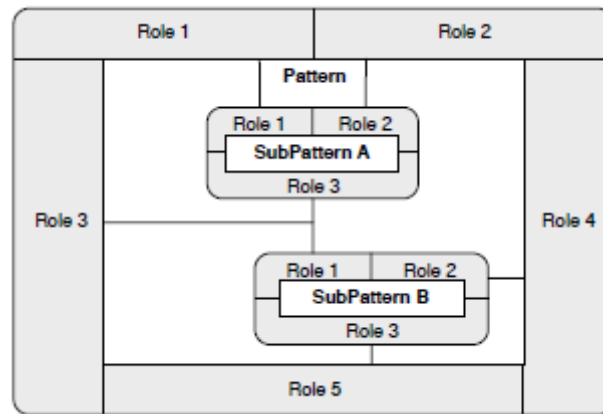 Role 1 Role 2
Pattern
Role 1 Role 2
SubPattern A
Role 3
Role 3 Role 4
Role 1 Role 2
SubPattern B
Role 3
Role 5